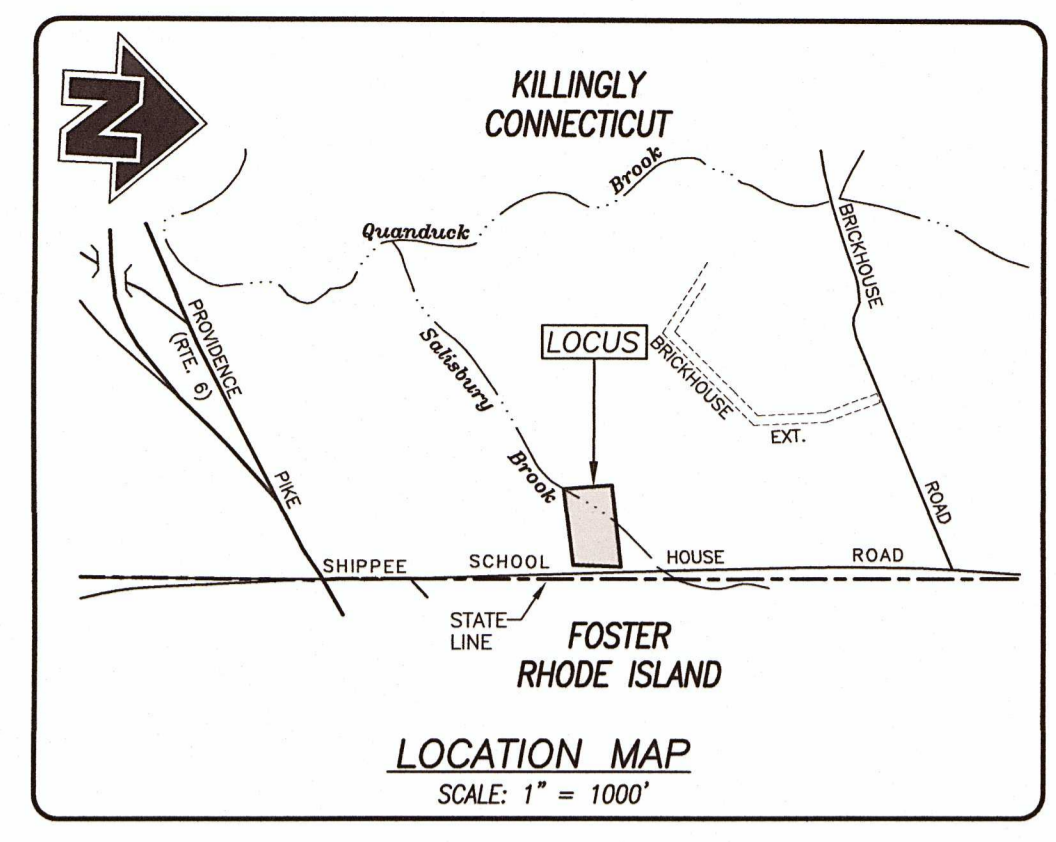 N
KILLINGLY
CONNECTICUT
Brook
Quanduck
BRICKHOUSE
PROVIDENCE
(RTE. 6)
PIKE
Salisbury
Brook
LOCUS
BRICKHOUSE
EXT.
ROAD
SHIPPEE SCHOOL HOUSE ROAD
STATE
LINE
FOSTER
RHODE ISLAND
LOCATION MAP
SCALE: 1" = 1000'